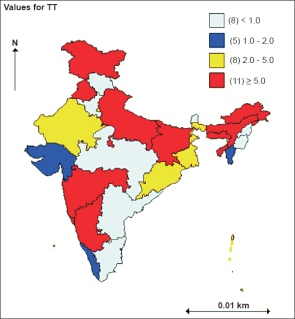 Values for TT
(8) < 1.0
(5) 1.0 - 2.0
(8) 2.0 - 5.0
(11) ≥ 5.0
N
0.01 km